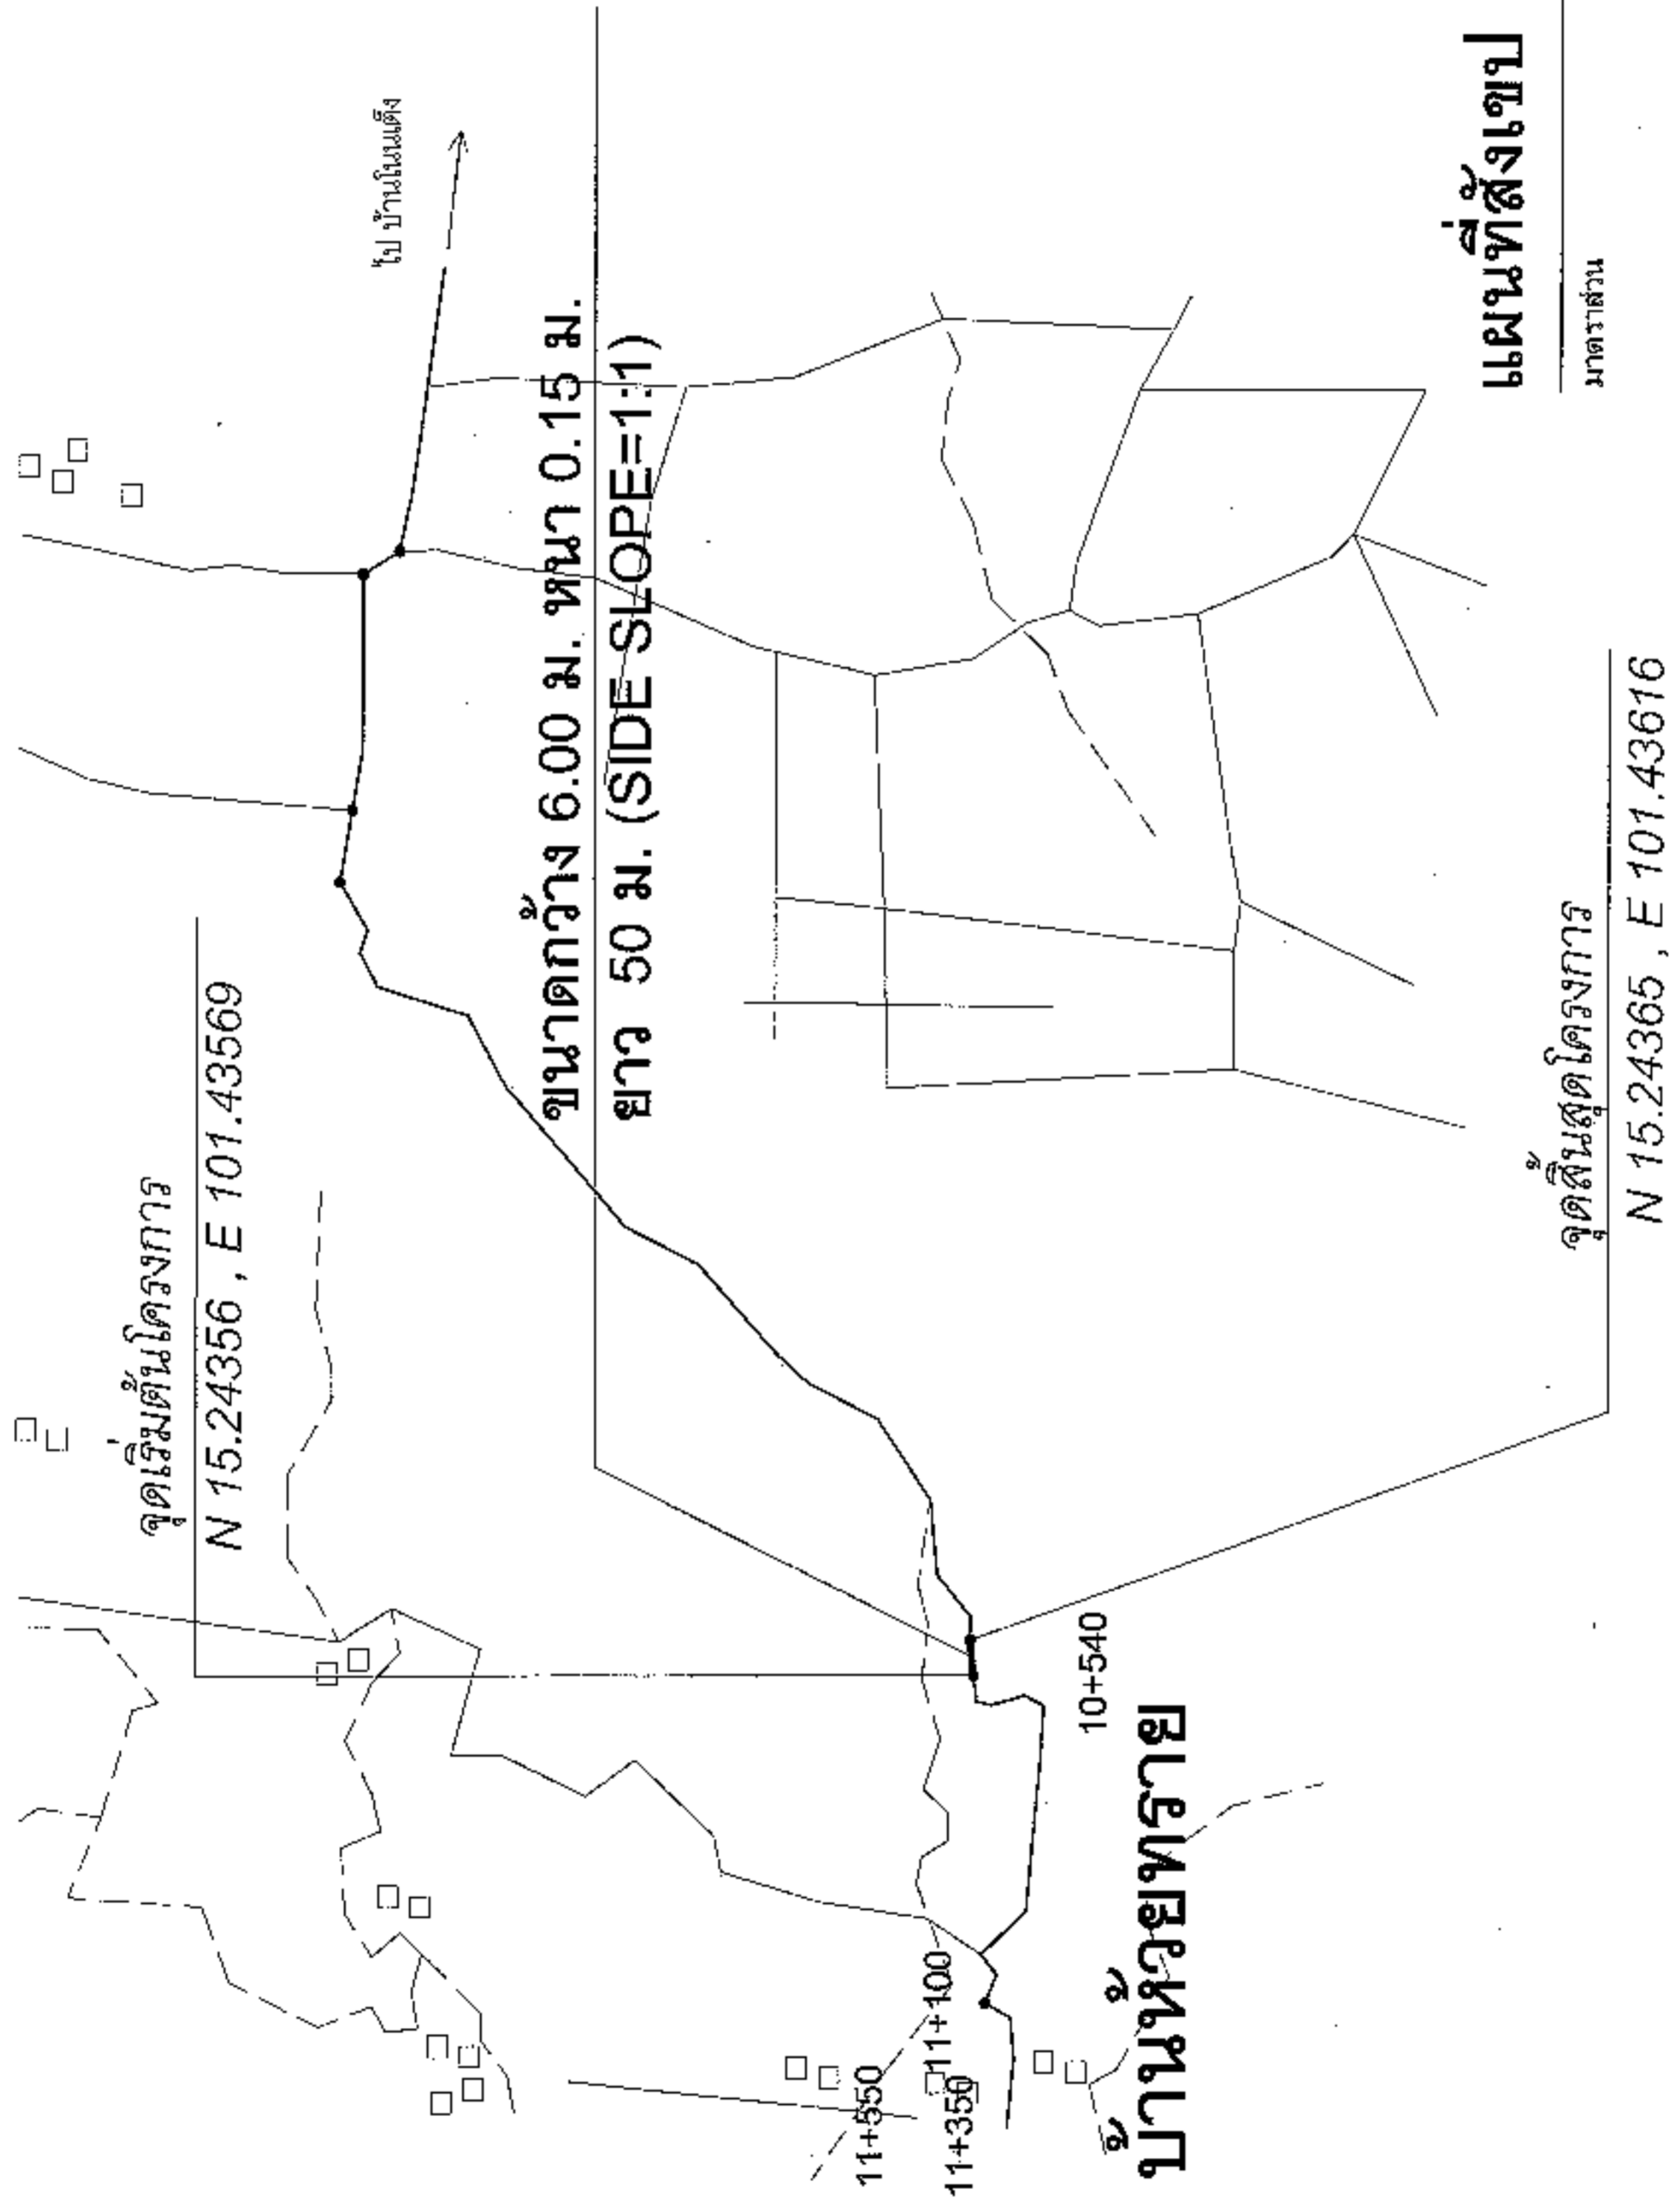 ไป บ้านโนนเต็ง
จุดเริ่มต้นโครงการ
N 15.24356 , E 101.43569
ขนาดกว้าง 6.00 ม. หนา 0.15 ม.
ยาว 50 ม. (SIDE SLOPE=1:1)
11+550
11+350
11+100
10+540
บ้านห้วยทราย
จุดสิ้นสุดโครงการ
N 15.24365 , E 101.43616
แผนที่สังเขป
มาตราส่วน